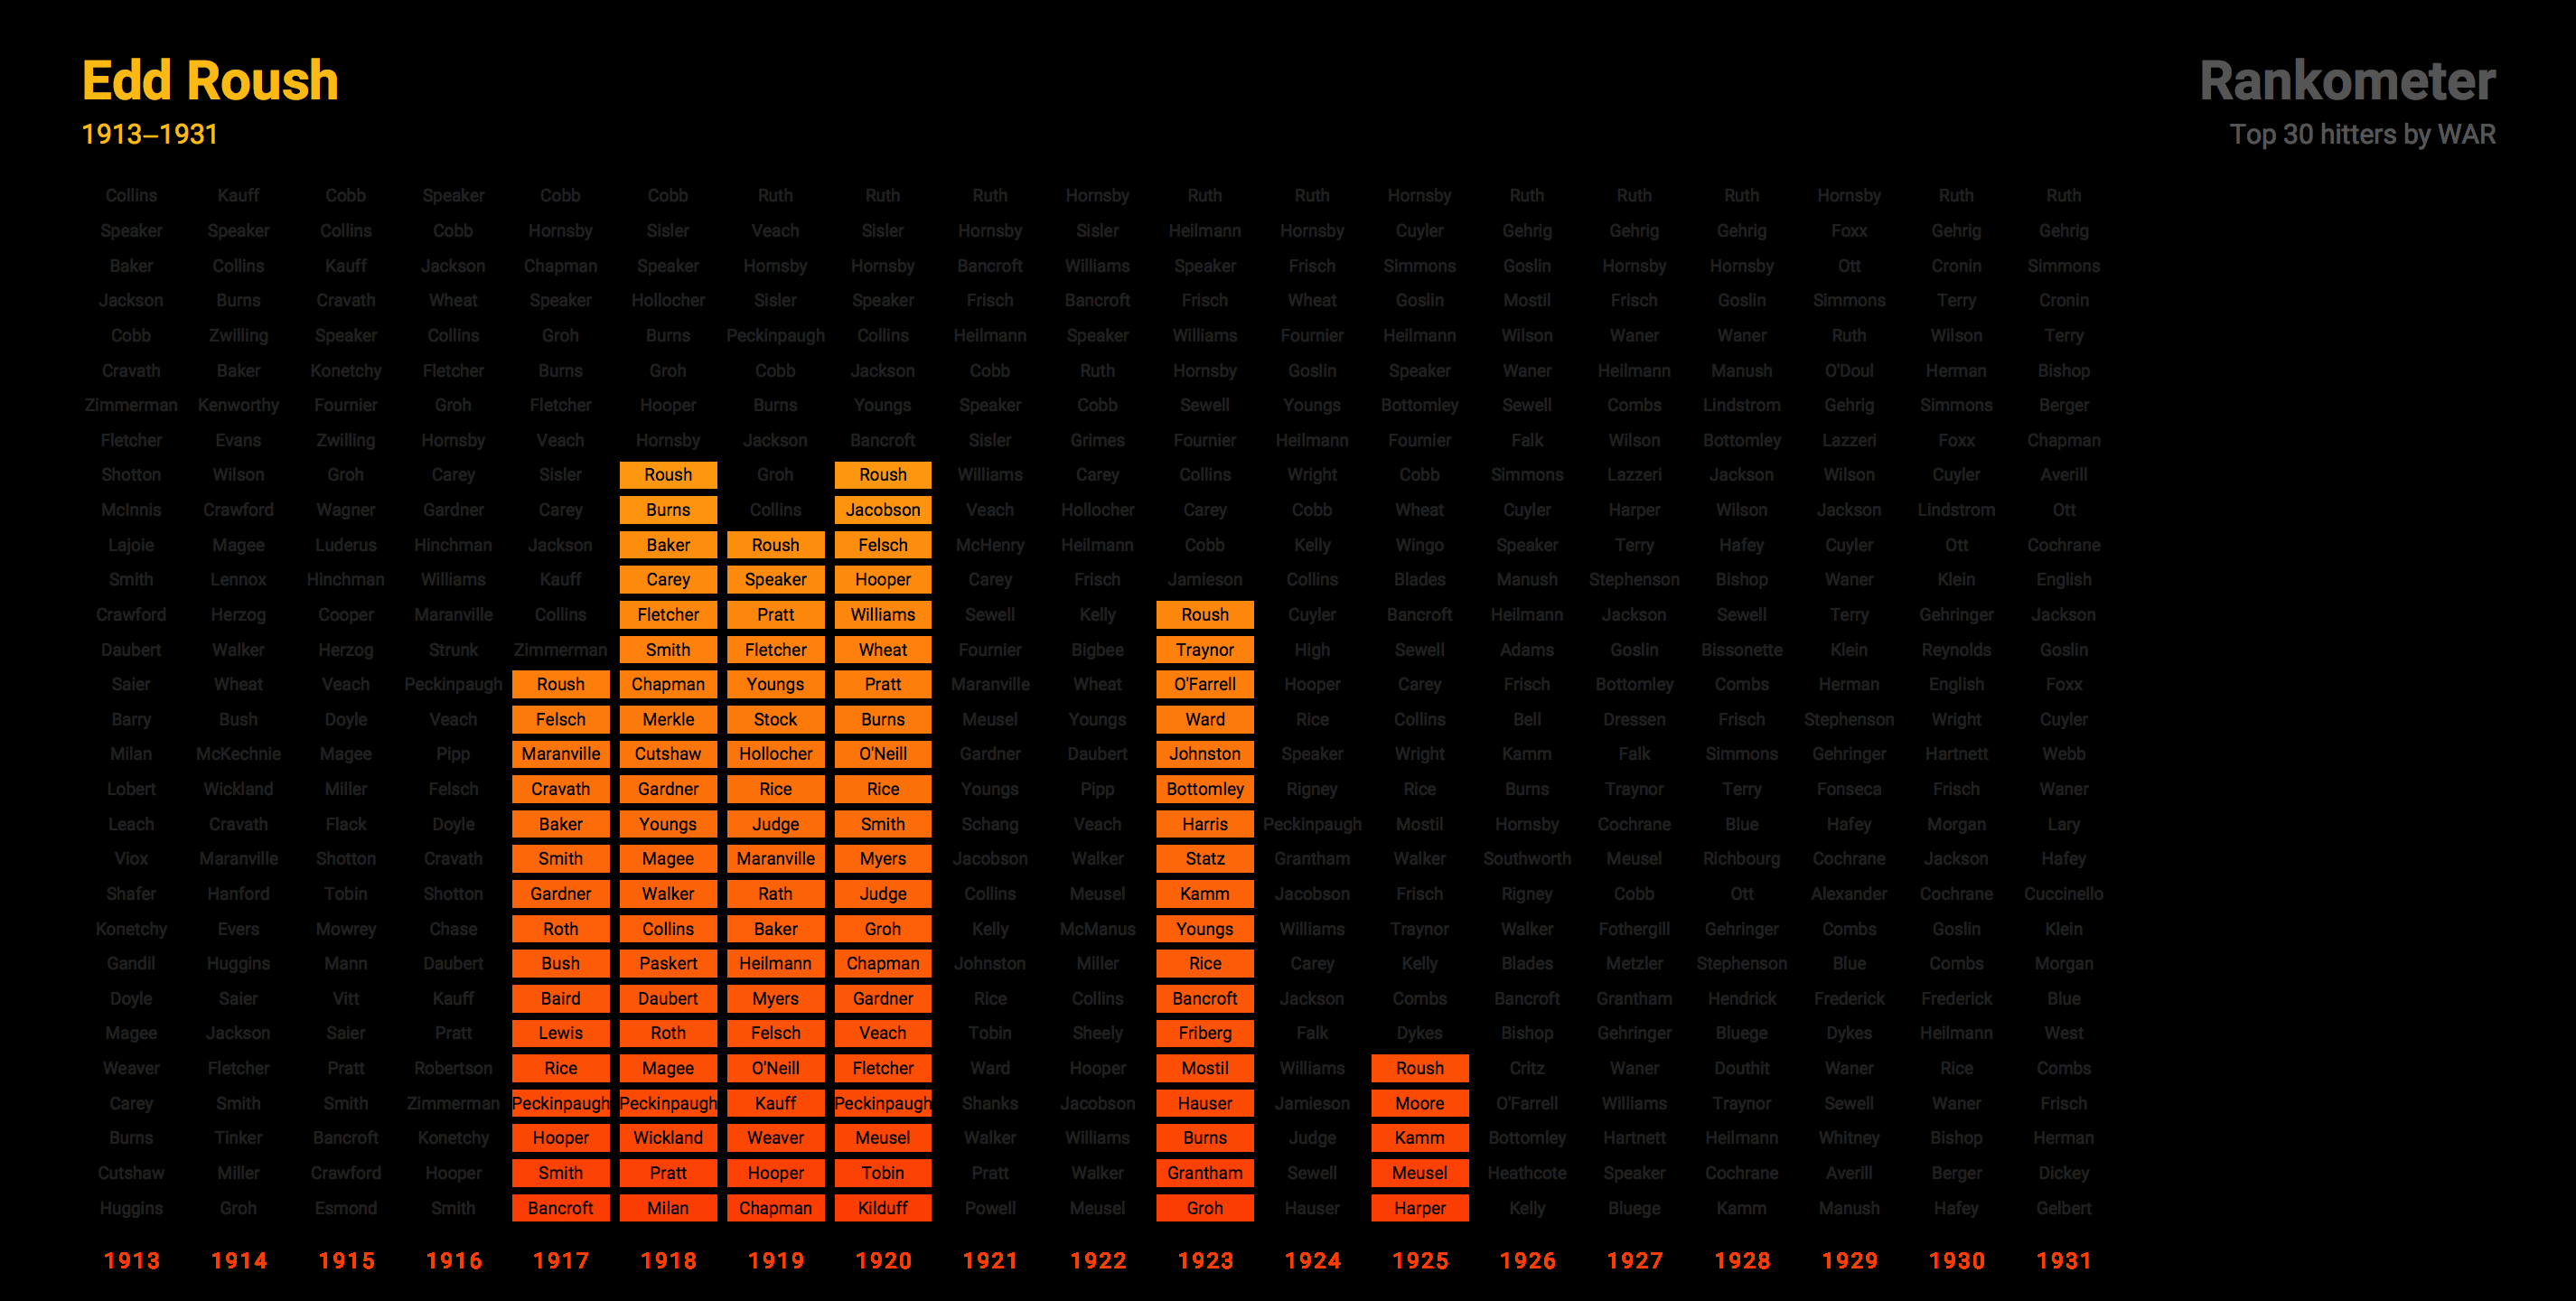 Edd Roush
1913–1931
Rankometer
Top 30 hitters by WAR
Collins Kauff Cobb Speaker Cobb Cobb Ruth Ruth Ruth Hornsby Ruth Ruth Hornsby Ruth Ruth Ruth Hornsby Ruth Ruth
Speaker Speaker Collins Cobb Hornsby Sisler Veach Sisler Hornsby Sisler Heilmann Hornsby Cuyler Gehrig Gehrig Gehrig Foxx Gehrig Gehrig
Baker Collins Kauff Jackson Chapman Speaker Hornsby Hornsby Bancroft Williams Speaker Frisch Simmons Goslin Hornsby Hornsby Ott Cronin Simmons
Jackson Burns Cravath Wheat Speaker Hollocher Sisler Speaker Frisch Bancroft Frisch Wheat Goslin Mostil Frisch Goslin Simmons Terry Cronin
Cobb Zwilling Speaker Collins Groh Burns Peckinpaugh Collins Heilmann Speaker Williams Fournier Heilmann Wilson Waner Waner Ruth Wilson Terry
Cravath Baker Konetchy Fletcher Burns Groh Cobb Jackson Cobb Ruth Hornsby Goslin Speaker Waner Heilmann Manush O'Doul Herman Bishop
Zimmerman Kenworthy Fournier Groh Fletcher Hooper Burns Youngs Speaker Cobb Sewell Youngs Bottomley Sewell Combs Lindstrom Gehrig Simmons Berger
Fletcher Evans Zwilling Hornsby Veach Hornsby Jackson Bancroft Sisler Grimes Fournier Heilmann Fournier Falk Wilson Bottomley Lazzeri Foxx Chapman
Shotton Wilson Groh Carey Sisler Roush Groh Roush Williams Carey Collins Wright Cobb Simmons Lazzeri Jackson Wilson Cuyler Averill
McInnis Crawford Wagner Gardner Carey Burns Collins Jacobson Veach Hollocher Carey Cobb Wheat Cuyler Harper Wilson Jackson Lindstrom Ott
Lajoie Magee Luderus Hinchman Jackson Baker Roush Felsch McHenry Heilmann Cobb Kelly Wingo Speaker Terry Hafey Cuyler Ott Cochrane
Smith Lennox Hinchman Williams Kauff Carey Speaker Hooper Carey Frisch Jamieson Collins Blades Manush Stephenson Bishop Waner Klein English
Crawford Herzog Cooper Maranville Collins Fletcher Pratt Williams Sewell Kelly Roush Cuyler Bancroft Heilmann Jackson Sewell Terry Gehringer Jackson
Daubert Walker Herzog Strunk Zimmerman Smith Fletcher Wheat Fournier Bigbee Traynor High Sewell Adams Goslin Bissonette Klein Reynolds Goslin
Saier Wheat Veach Peckinpaugh Roush Chapman Youngs Pratt Maranville Wheat O'Farrell Hooper Carey Frisch Bottomley Combs Herman English Foxx
Barry Bush Doyle Veach Felsch Merkle Stock Burns Meusel Youngs Ward Rice Collins Bell Dressen Frisch Stephenson Wright Cuyler
Milan McKechnie Magee Pipp Maranville Cutshaw Hollocher O'Neill Gardner Daubert Johnston Speaker Wright Kamm Falk Simmons Gehringer Hartnett Webb
Lobert Wickland Miller Felsch Cravath Gardner Rice Rice Youngs Pipp Bottomley Rigney Rice Burns Traynor Terry Fonseca Frisch Waner
Leach Cravath Flack Doyle Baker Youngs Judge Smith Schang Veach Harris Peckinpaugh Mostil Hornsby Cochrane Blue Hafey Morgan Lary
Viox Maranville Shotton Cravath Smith Magee Maranville Myers Jacobson Walker Statz Grantham Walker Southworth Meusel Richbourg Cochrane Jackson Hafey
Shafer Hanford Tobin Shotton Gardner Walker Rath Judge Collins Meusel Kamm Jacobson Frisch Rigney Cobb Ott Alexander Cochrane Cuccinello
Konetchy Evers Mowrey Chase Roth Collins Baker Groh Kelly McManus Youngs Williams Traynor Walker Fothergill Gehringer Combs Goslin Klein
Gandil Huggins Mann Daubert Bush Paskert Heilmann Chapman Johnston Miller Rice Carey Kelly Blades Metzler Stephenson Blue Combs Morgan
Doyle Saier Vitt Kauff Baird Daubert Myers Gardner Rice Collins Bancroft Jackson Combs Bancroft Grantham Hendrick Frederick Frederick Blue
Magee Jackson Saier Pratt Lewis Roth Felsch Veach Tobin Sheely Friberg Falk Dykes Bishop Gehringer Bluege Dykes Heilmann West
Weaver Fletcher Pratt Robertson Rice Magee O'Neill Fletcher Ward Hooper Mostil Williams Roush Critz Waner Douthit Waner Rice Combs
Carey Smith Smith Zimmerman Peckinpaugh Peckinpaugh Kauff Peckinpaugh Shanks Jacobson Hauser Jamieson Moore O'Farrell Williams Traynor Sewell Waner Frisch
Burns Tinker Bancroft Konetchy Hooper Wickland Weaver Meusel Walker Williams Burns Judge Kamm Bottomley Hartnett Heilmann Whitney Bishop Herman
Cutshaw Miller Crawford Hooper Smith Pratt Hooper Tobin Pratt Walker Grantham Sewell Meusel Heathcote Speaker Cochrane Averill Berger Dickey
Huggins Groh Esmond Smith Bancroft Milan Chapman Kilduff Powell Meusel Groh Hauser Harper Kelly Bluege Kamm Manush Hafey Gelbert
1913 1914 1915 1916 1917 1918 1919 1920 1921 1922 1923 1924 1925 1926 1927 1928 1929 1930 1931